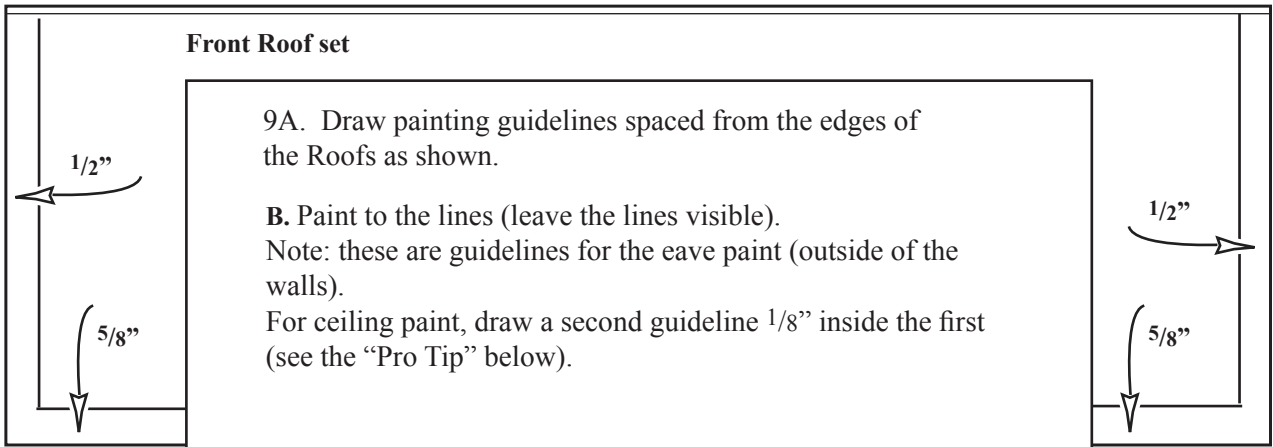 Front Roof set
9A.  Draw painting guidelines spaced from the edges of
the Roofs as shown.
1/2”
B. Paint to the lines (leave the lines visible).
1/2”
Note: these are guidelines for the eave paint (outside of the
walls).
For ceiling paint, draw a second guideline 1/8” inside the first
5/8”
5/8”
(see the “Pro Tip” below).